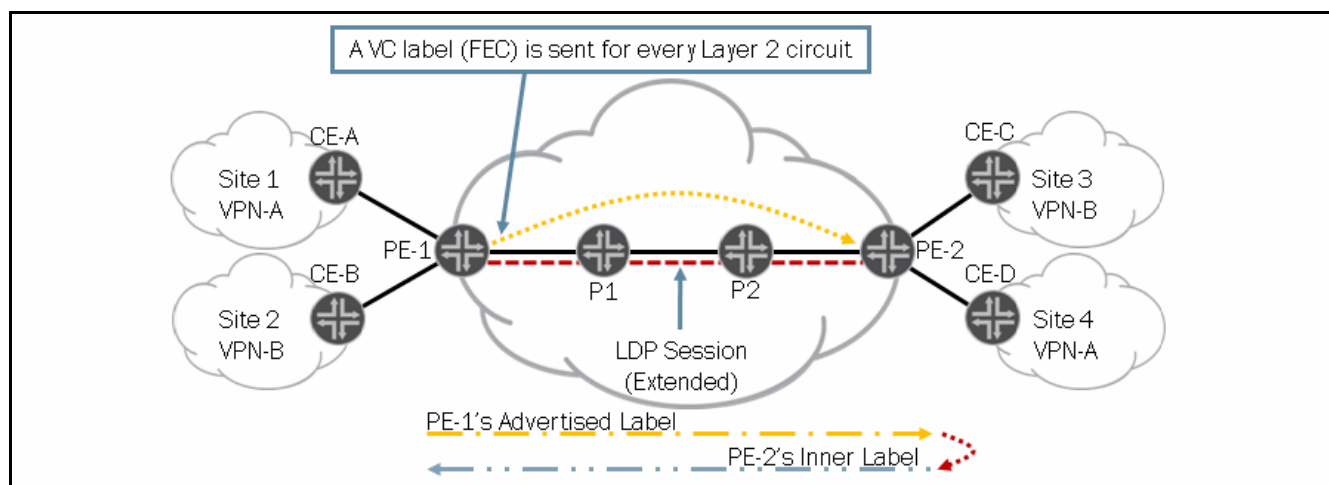 A VC label (FEC) is sent for every Layer 2 circuit
CE-A
CE-C
Site 1
VPN-A
Site 3
VPN-B
PE-1
PE-2
CE-B
CE-D
P1
P2
Site 2
VPN-B
Site 4
VPN-A
LDP Session
(Extended)
PE-1's Advertised Label
PE-2's Inner Label